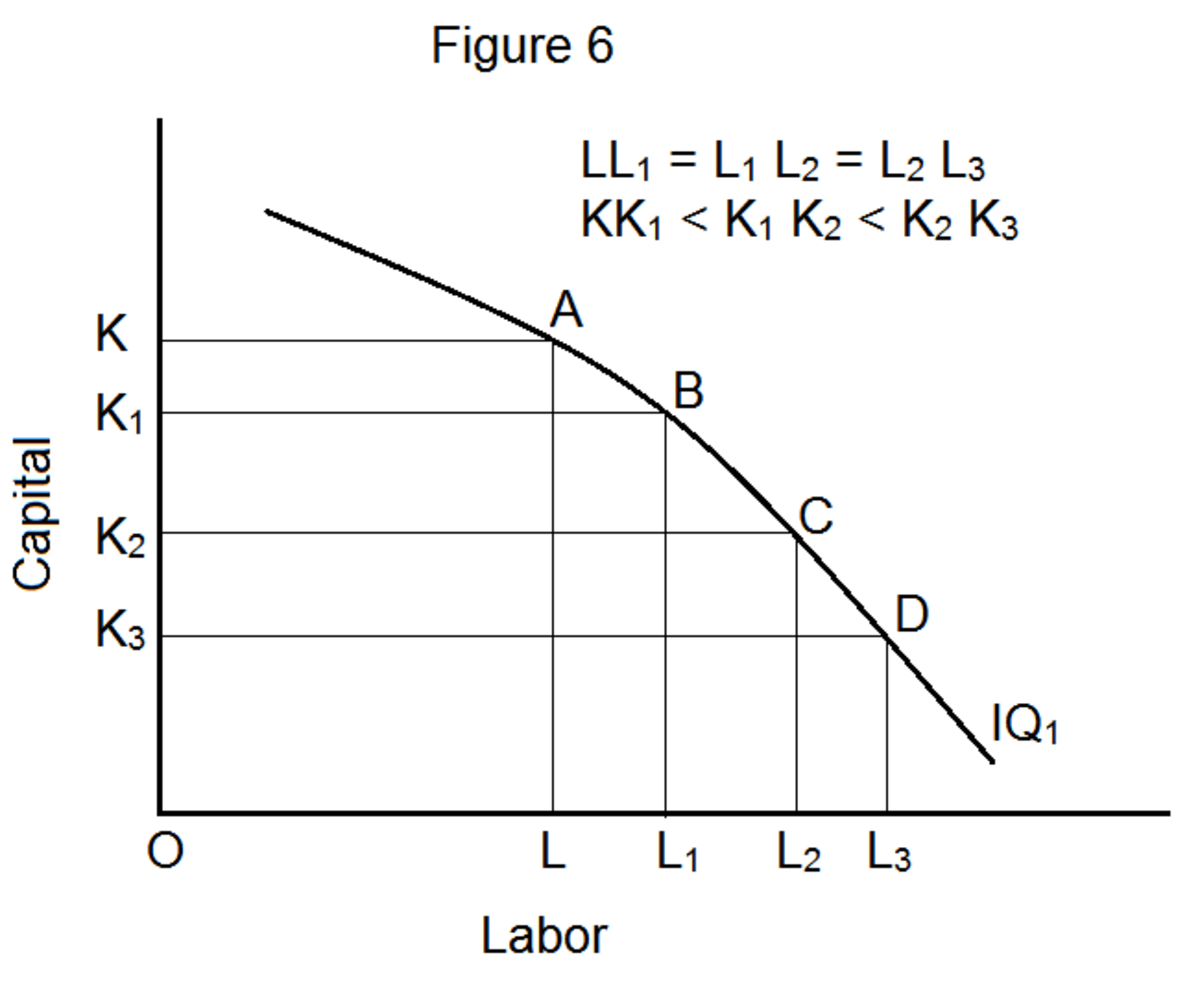 Figure 6
LL₁ = L₁ L₂ = L₂ L₃
KK₁ < K₁ K₂ < K₂ K₃
A
K
B
K₁
Capital
C
K₂
D
K₃
IQ₁
O L L₁ L₂ L₃
Labor